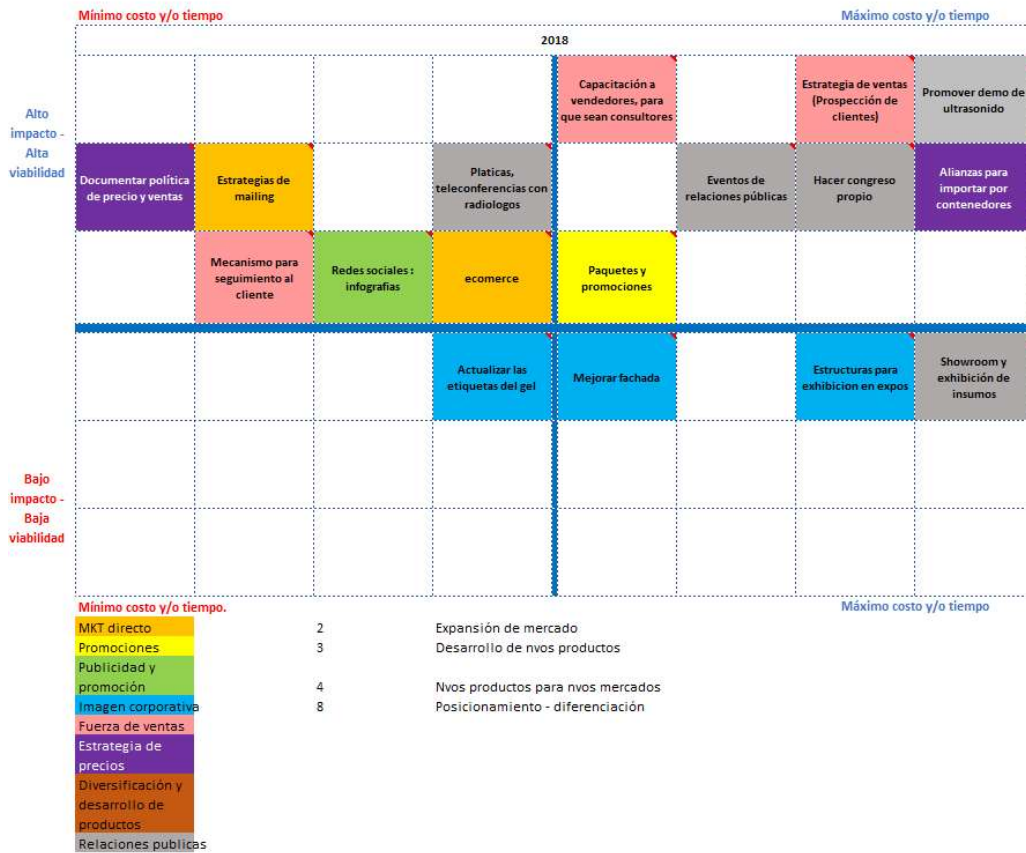 Mínimo costo y/o tiempo
Máximo costo y/o tiempo
2018
Alto
impacto -
Alta
viabilidad
Capacitación a
vendedores, para
que sean consultores
Estrategia de ventas
(Prospección de
clientes)
Promover demo de
ultrasonido
Documentar política
de precio y ventas
Estrategias de
mailing
Platicas,
teleconferencias con
radiologos
Eventos de
relaciones públicas
Hacer congreso
propio
Alianzas para
importar por
contenedores
Mecanismo para
seguimiento al
cliente
Redes sociales :
infografias
ecomerce
Paquetes y
promociones
Actualizar las
etiquetas del gel
Mejorar fachada
Estructuras para
exhibicion en expos
Showroom y
exhibición de
insumos
Bajo
impacto -
Baja
viabilidad
Mínimo costo y/o tiempo.
Máximo costo y/o tiempo
MKT directo 2 Expansión de mercado
Promociones 3 Desarrollo de nvos productos
Publicidad y
promoción 4 Nvos productos para nvos mercados
Imagen corporativa 8 Posicionamiento - diferenciación
Fuerza de ventas
Estrategia de
precios
Diversificación y
desarrollo de
productos
Relaciones publicas